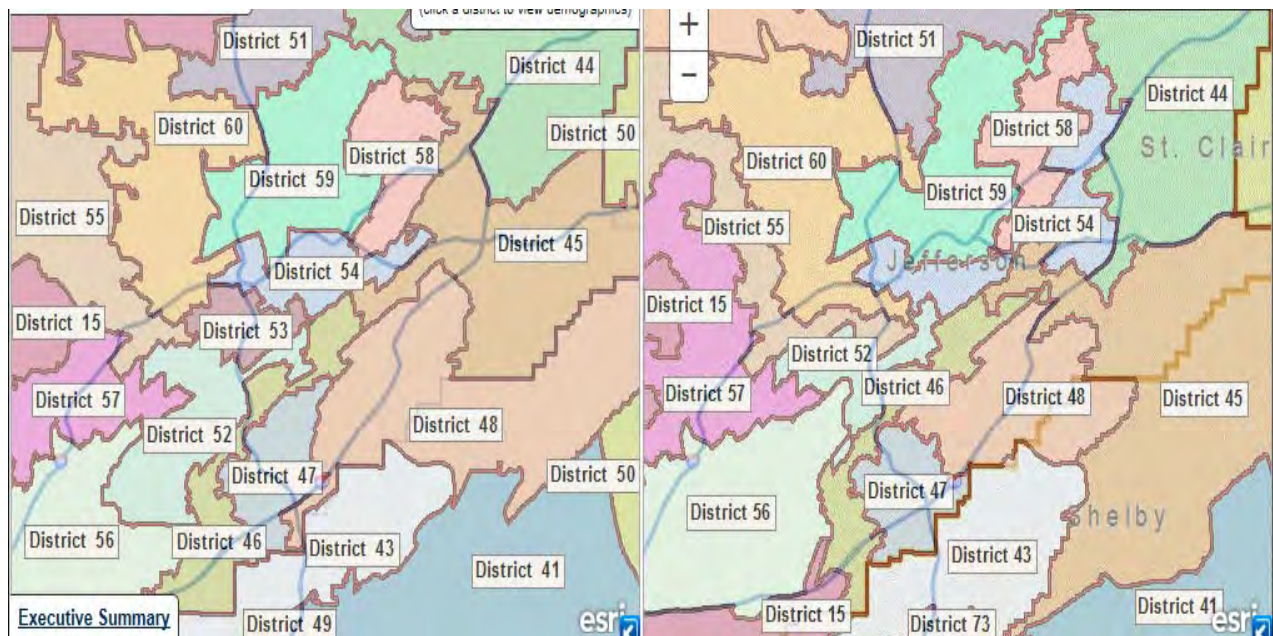 (click a district to view demographics)
District 51
District 44
District 60
District 50
District 58
District 59
District 55
District 45
District 54
District 15
District 53
District 57
District 48
District 52
District 47
District 50
District 56
District 46
District 43
District 41
Executive Summary
District 49
esri
+
−
District 51
District 44
District 58
St. Clair
District 60
District 59
District 55
District 54
Jefferson
District 15
District 52
District 46
District 57
District 48
District 45
District 47
District 56
Shelby
District 43
District 15
District 41
District 73
esri